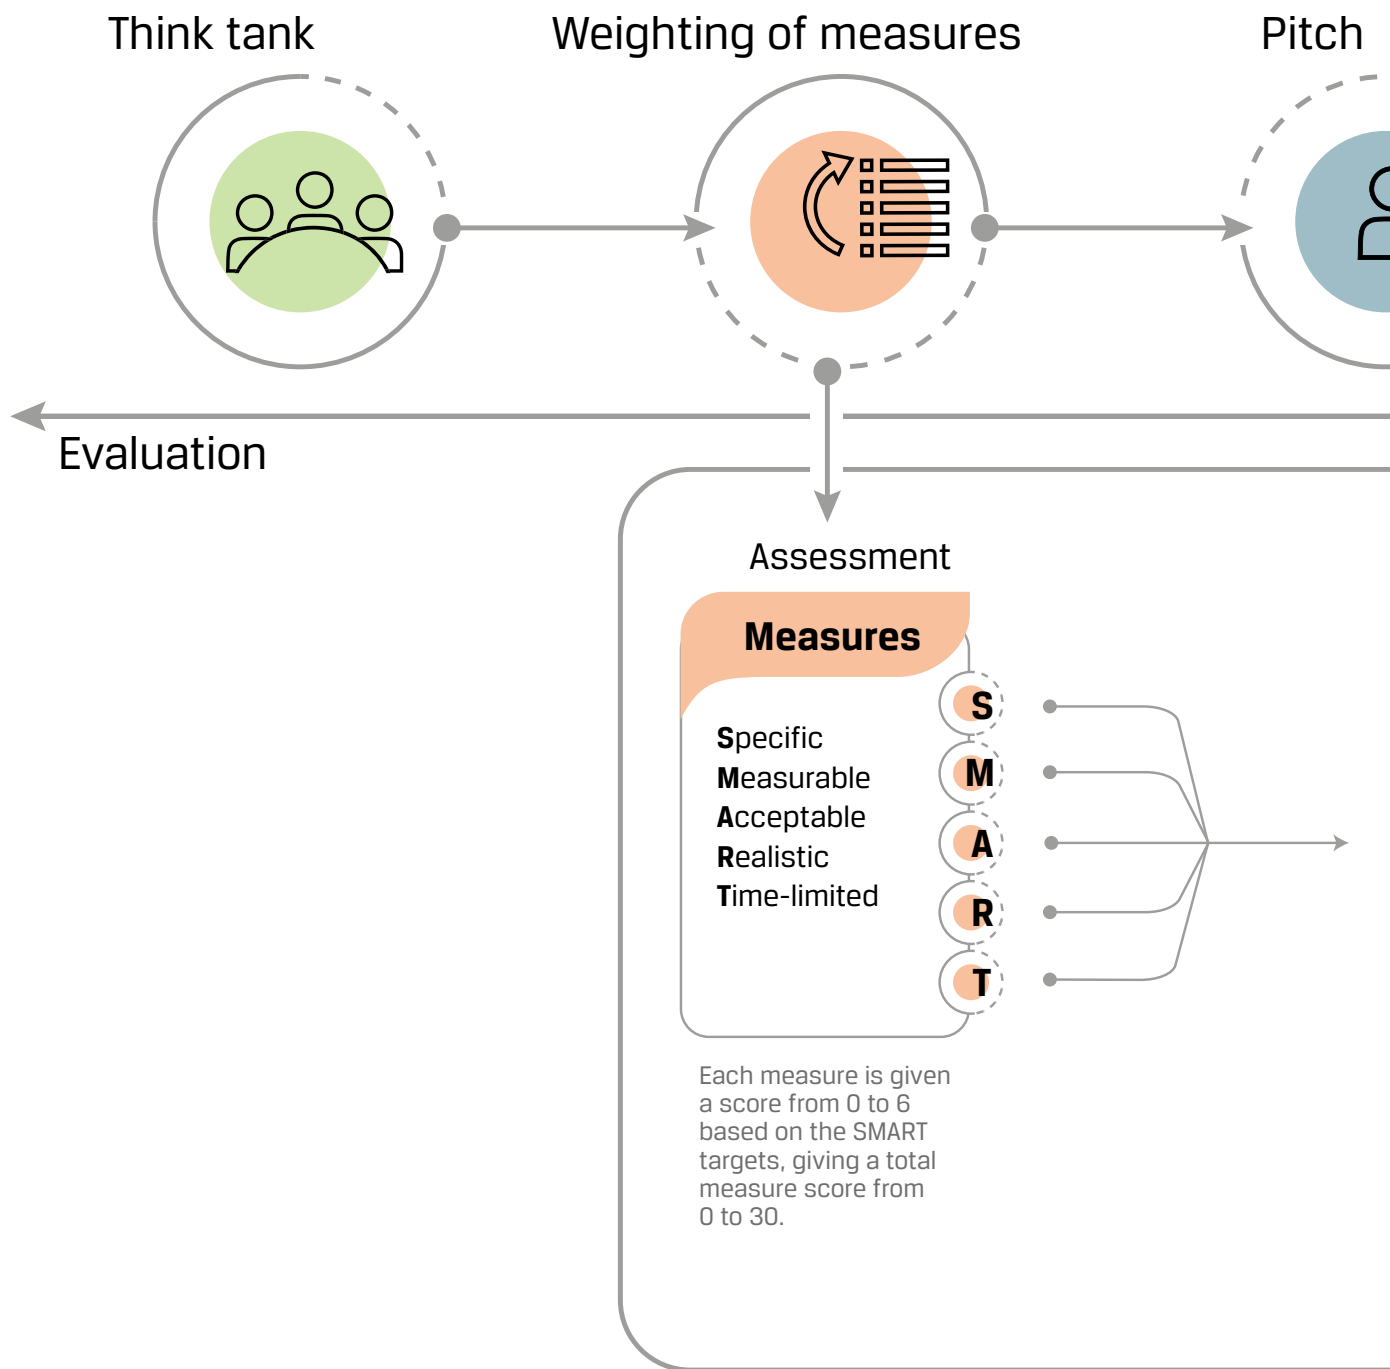 Think tank
Weighting of measures
Pitch
Evaluation
Assessment
Measures
Specific
Measurable
Acceptable
Realistic
Time-limited
S
M
A
R
T
Each measure is given
a score from 0 to 6
based on the SMART
targets, giving a total
measure score from
0 to 30.